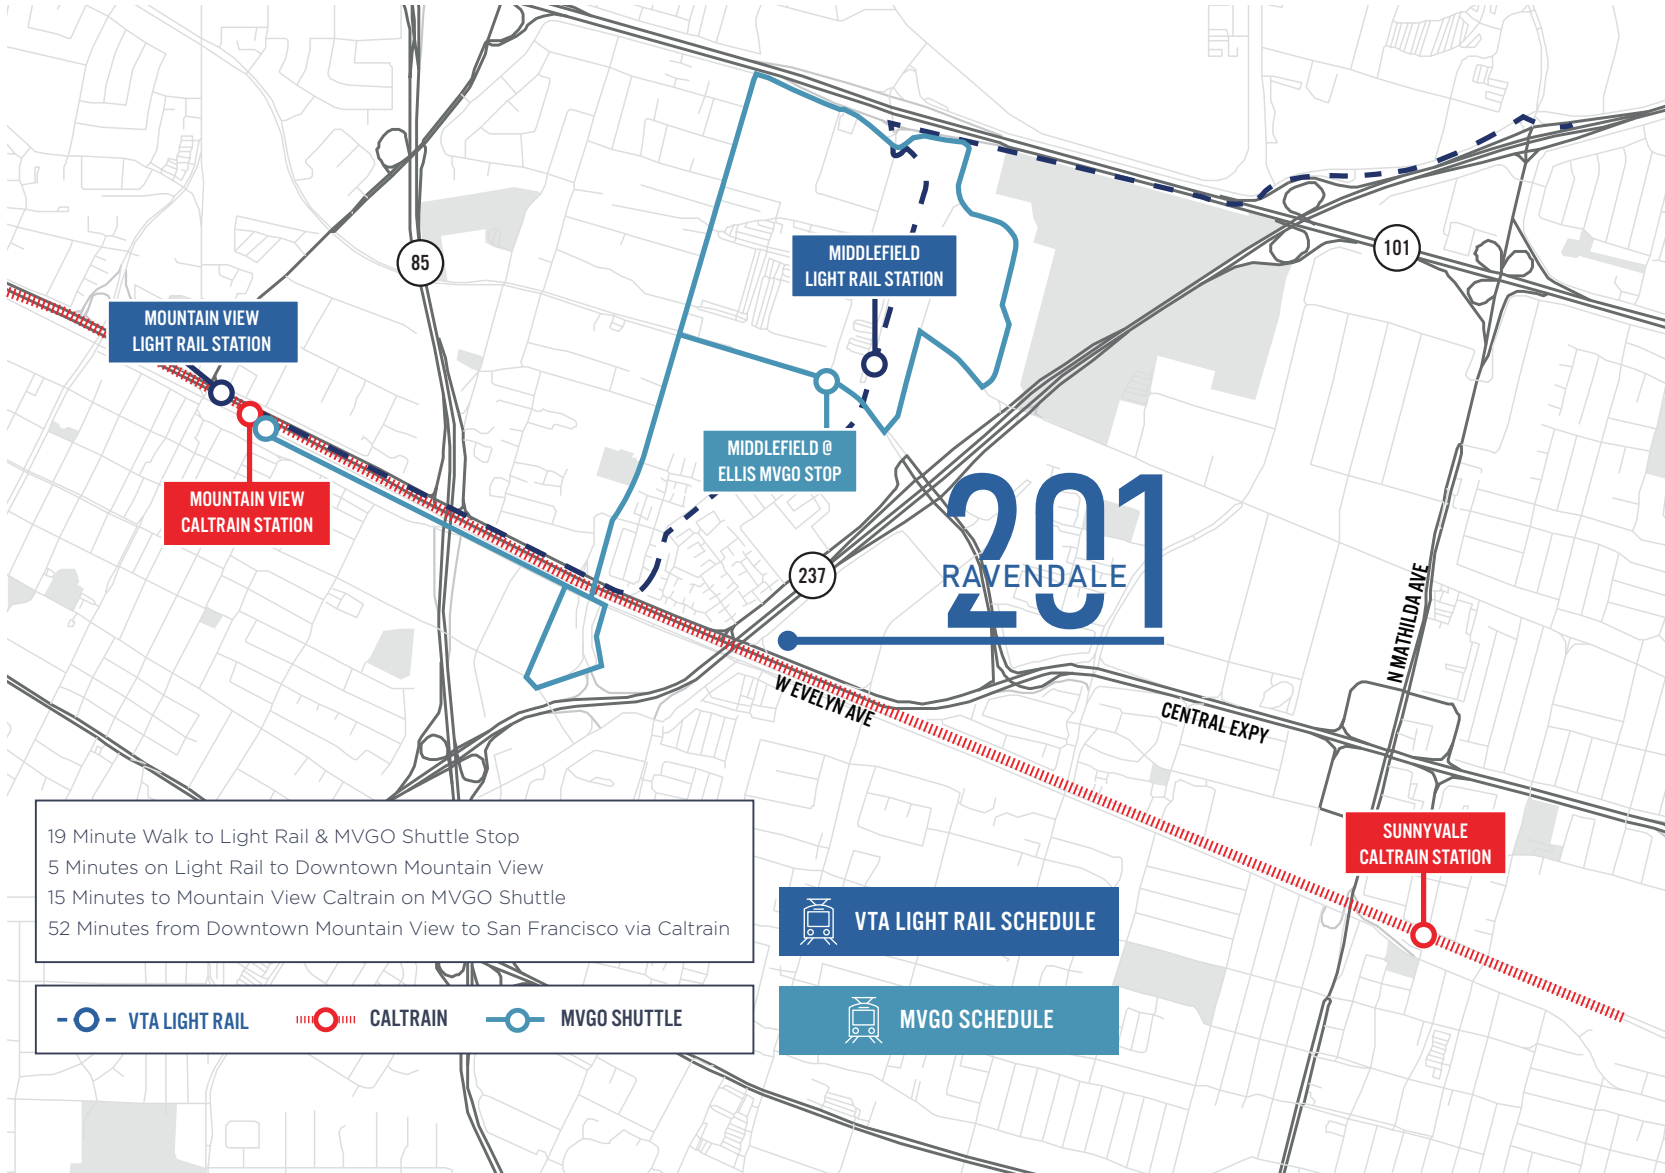 85
101
MIDDLEFIELD
LIGHT RAIL STATION
MOUNTAIN VIEW
LIGHT RAIL STATION
MIDDLEFIELD @
ELLIS MVGO STOP
MOUNTAIN VIEW
CALTRAIN STATION
201
RAVENDALE
237
N MATHILDA AVE
W EVELYN AVE
CENTRAL EXPY
SUNNYVALE
CALTRAIN STATION
19 Minute Walk to Light Rail & MVGO Shuttle Stop
5 Minutes on Light Rail to Downtown Mountain View
15 Minutes to Mountain View Caltrain on MVGO Shuttle
52 Minutes from Downtown Mountain View to San Francisco via Caltrain
VTA LIGHT RAIL SCHEDULE
VTA LIGHT RAIL
CALTRAIN
MVGO SHUTTLE
MVGO SCHEDULE